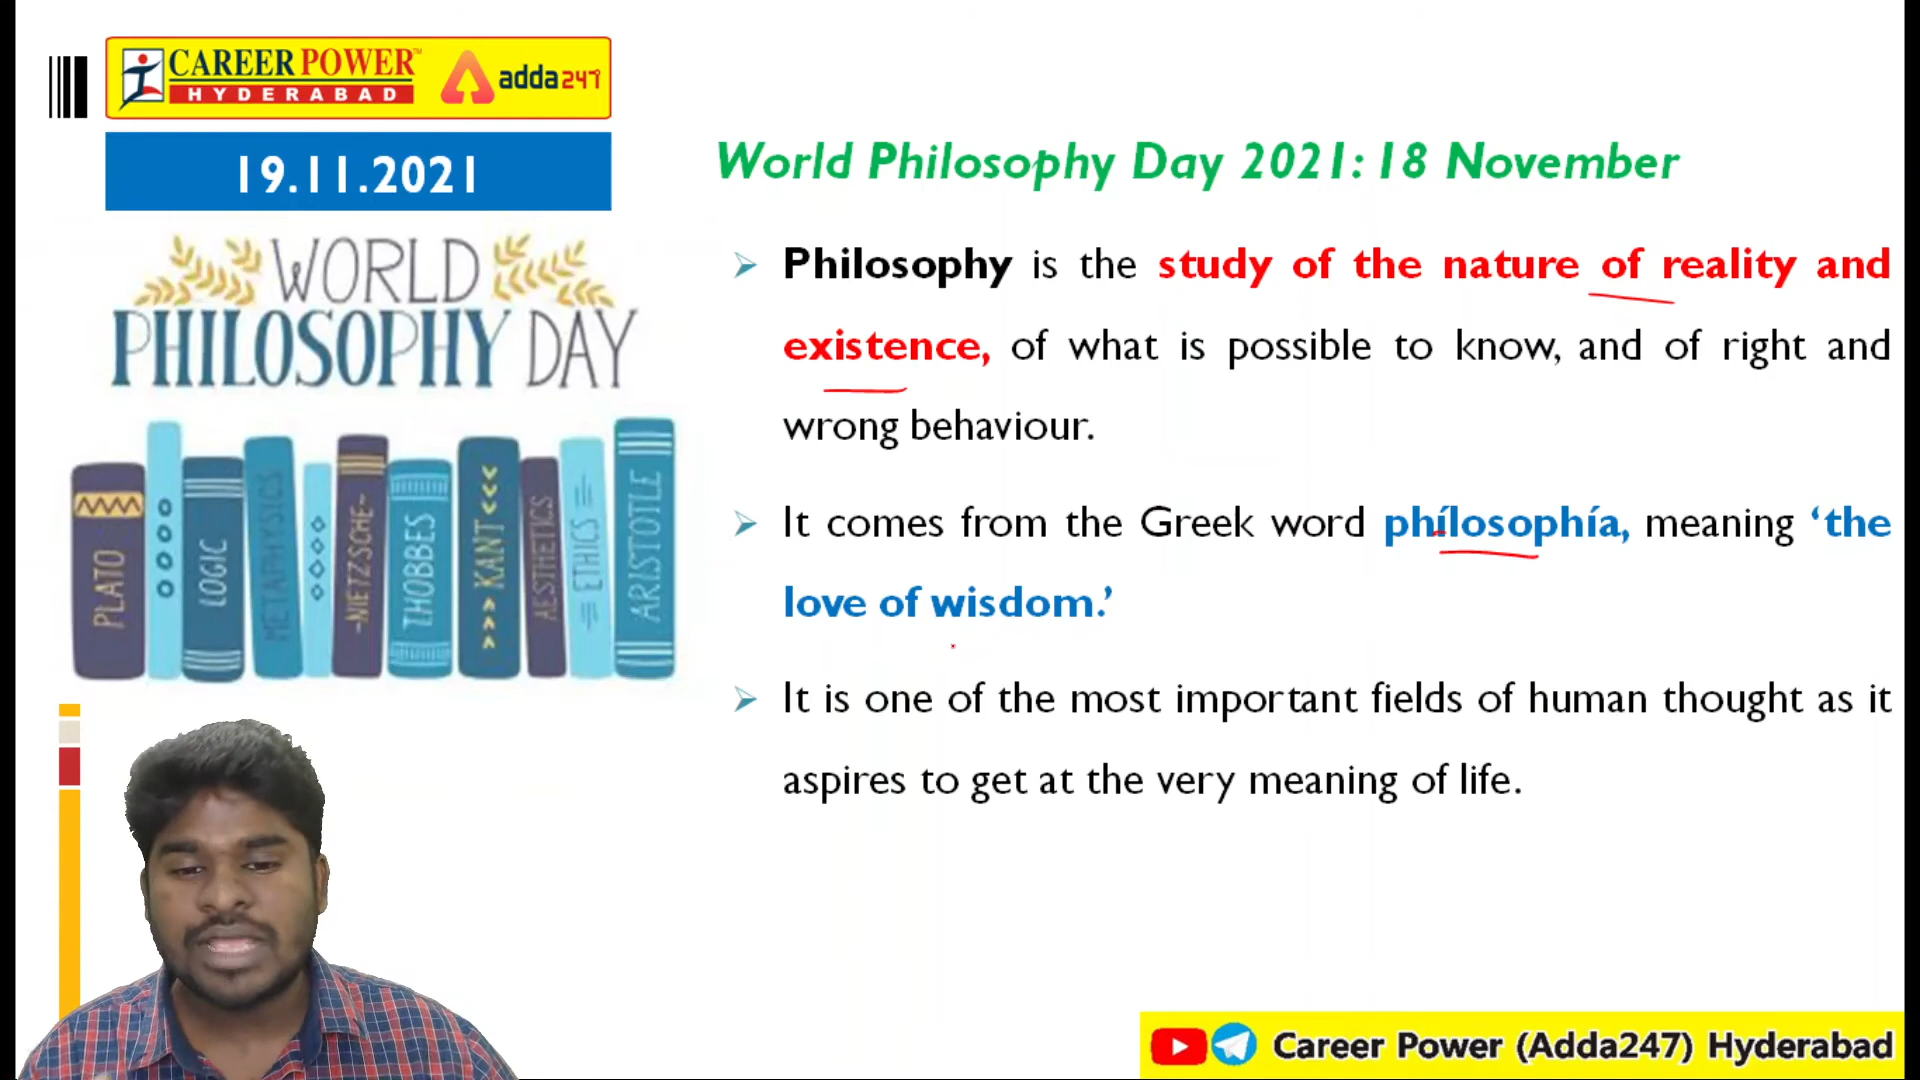 CAREER POWER
HYDERABAD
adda247
19.11.2021
WORLD
PHILOSOPHY DAY
PLATO
LOGIC
METAPHYSICS
-NIETZSCHE-
THOBBES
KANT
AESTHETICS
ETHICS
ARISTOTLE
World Philosophy Day 2021: 18 November
Philosophy is the study of the nature of reality and
existence, of what is possible to know, and of right and
wrong behaviour.
It comes from the Greek word phílosophía, meaning ‘the
love of wisdom.’
It is one of the most important fields of human thought as it
aspires to get at the very meaning of life.
Career Power (Adda247) Hyderabad